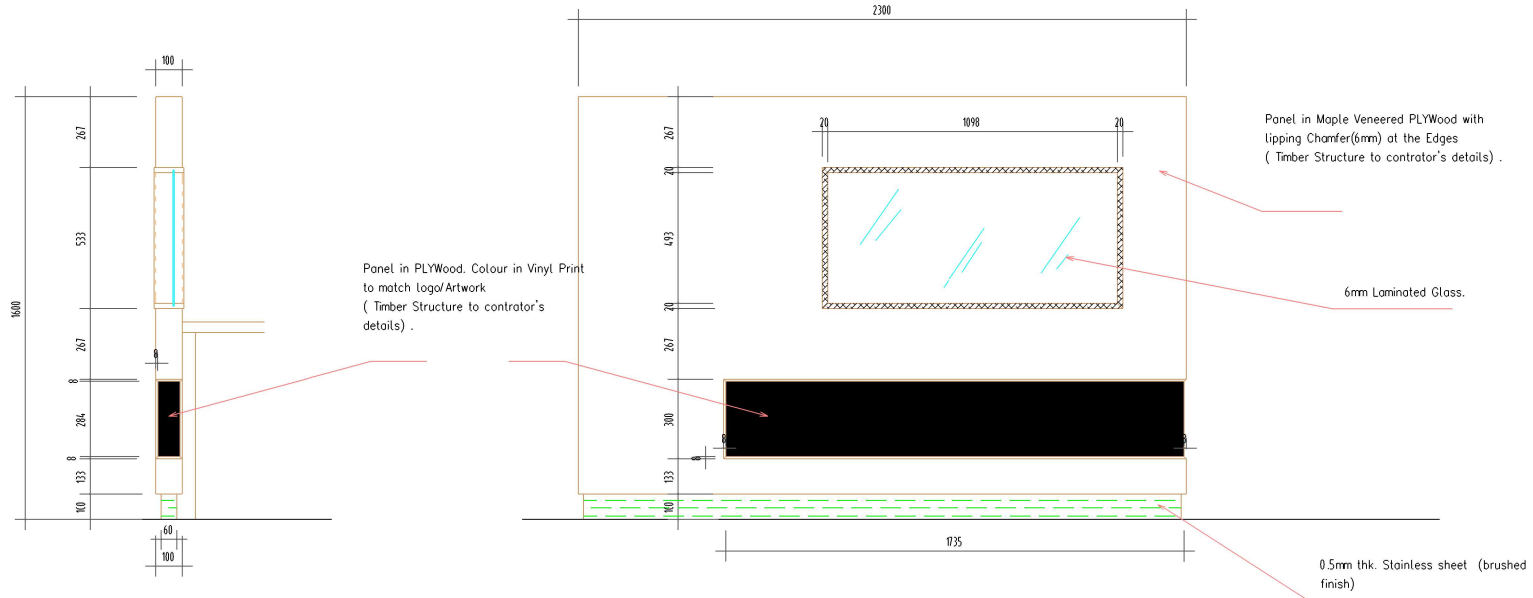 2300
100
267
533
267
8
8
284
8
133
100
1600
60
100
Panel in PLYWood. Colour in Vinyl Print
to match logo/Artwork
( Timber Structure to contrator's
details) .
267
20
493
20
267
300
133
100
20
1098
20
8
8
8
1735
Panel in Maple Veneered PLYWood with
lipping Chamfer(6mm) at the Edges
( Timber Structure to contrator's details) .
6mm Laminated Glass.
0.5mm thk. Stainless sheet (brushed
finish)